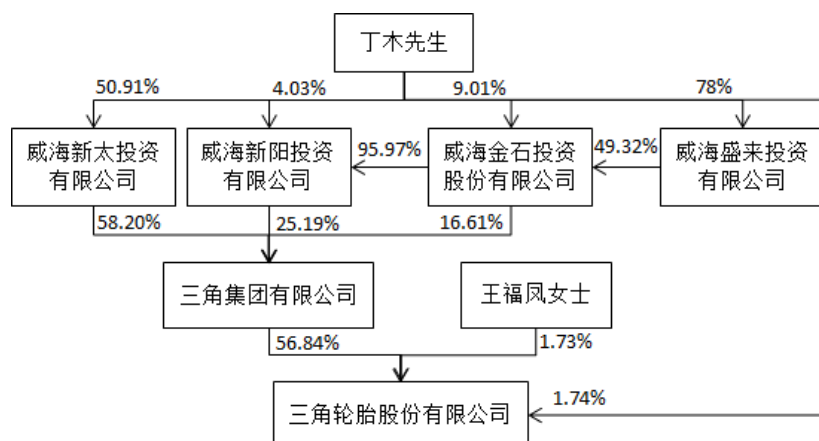 丁木先生
50.91%
4.03%
9.01%
78%
威海新太投资
有限公司
威海新阳投资
有限公司
95.97%
威海金石投资
股份有限公司
49.32%
威海盛来投资
有限公司
58.20%
25.19%
16.61%
三角集团有限公司
王福凤女士
56.84%
1.73%
三角轮胎股份有限公司
1.74%